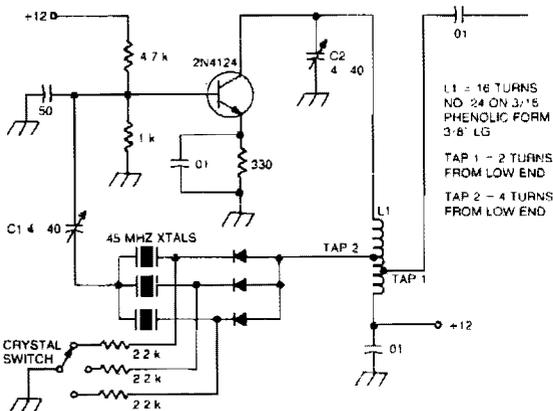 +12
4.7 k
2N4124
C2
4 40
.01
50
1 k
.01
330
L1 = 16 TURNS
NO. 24 ON 3/16
PHENOLIC FORM
3/8" LG
TAP 1 – 2 TURNS
FROM LOW END
TAP 2 – 4 TURNS
FROM LOW END
C1 4 40
45 MHZ XTALS
L1
TAP 2
TAP 1
+12
.01
CRYSTAL
SWITCH
2.2 k
2.2 k
2.2 k